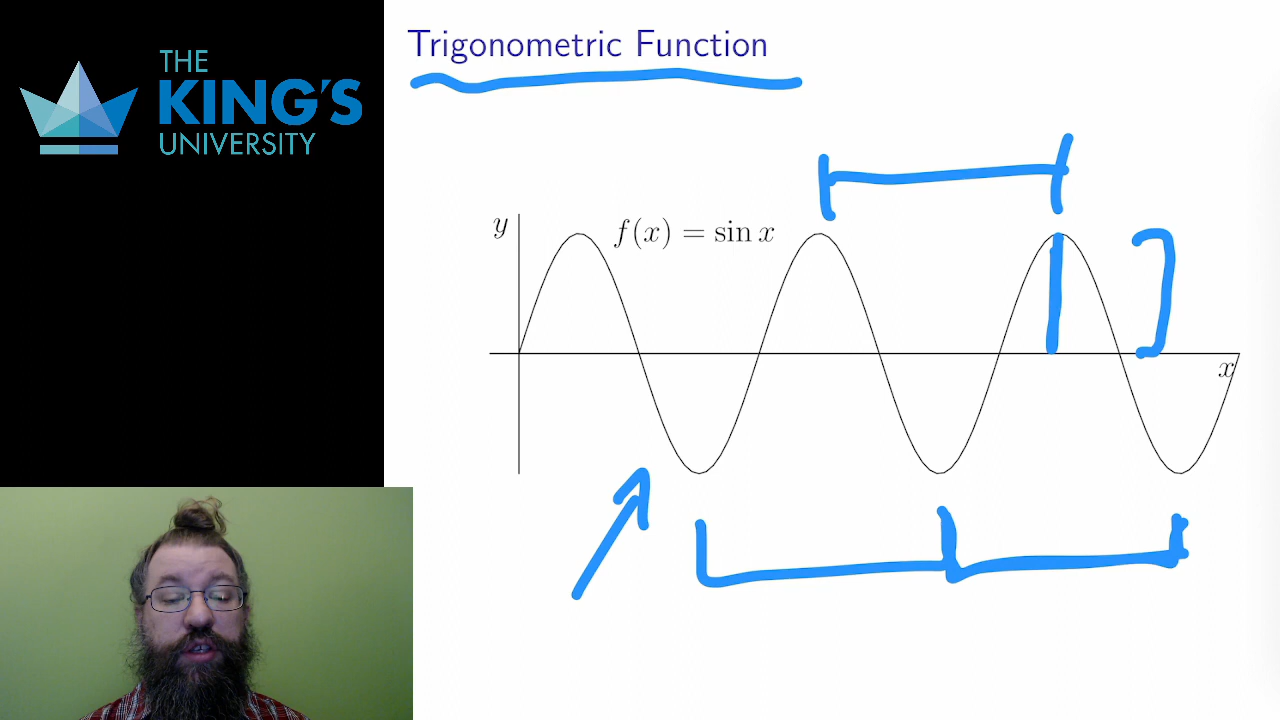 THE
KING'S
UNIVERSITY
Trigonometric Function
y
f(x) = sin x
x